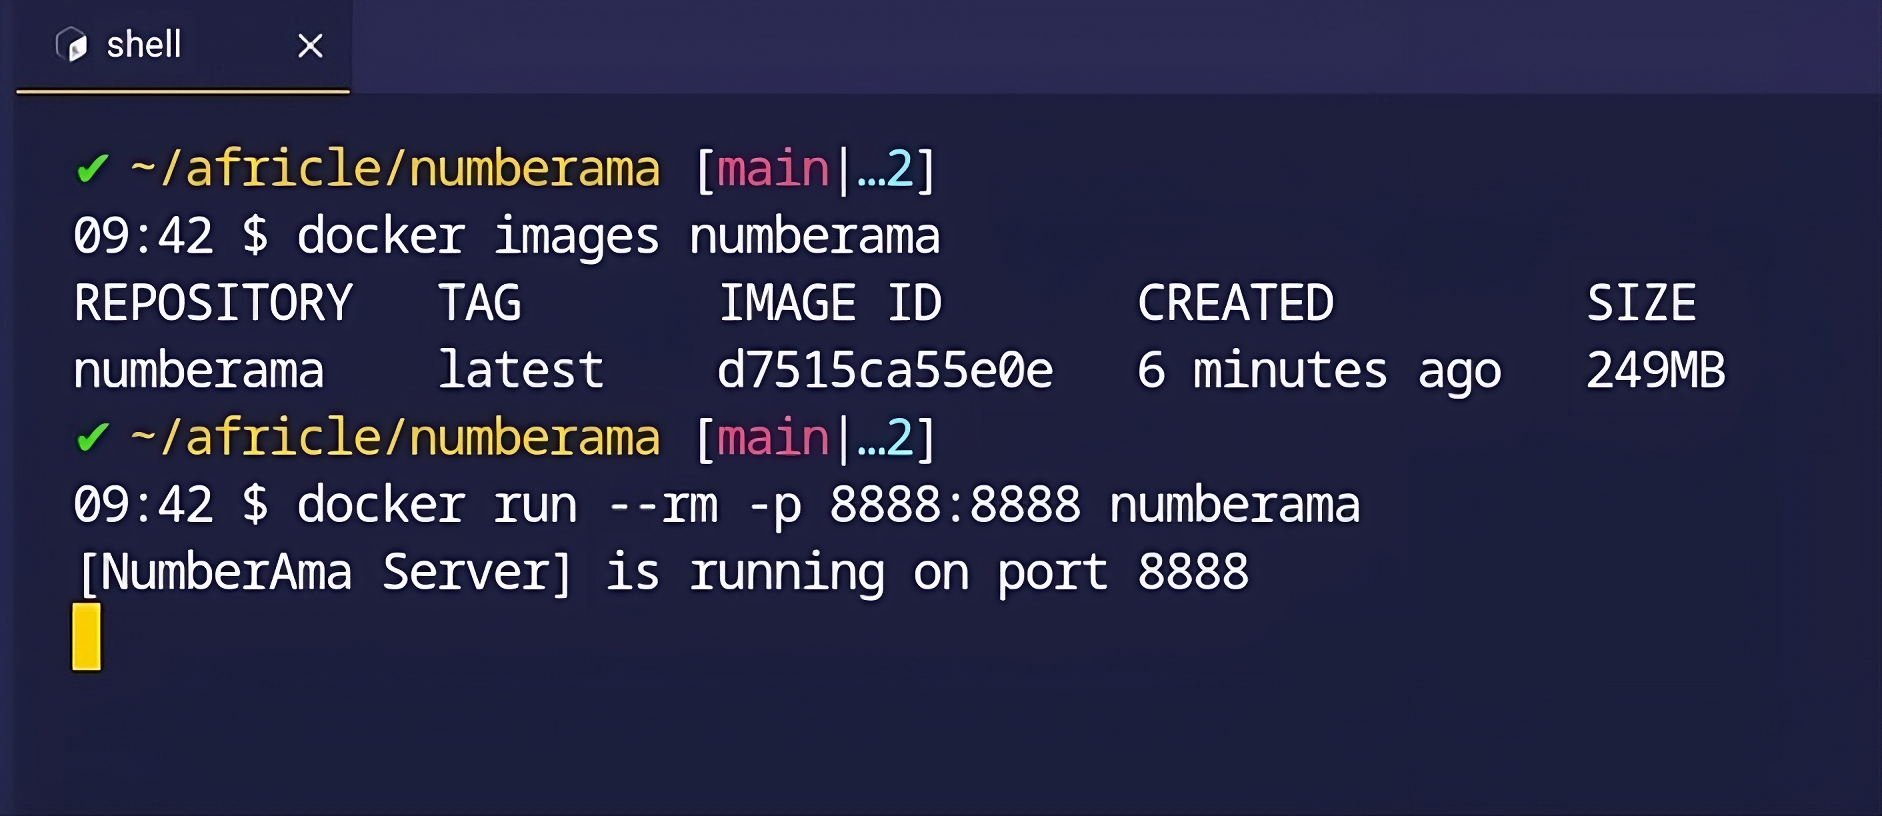 shell
✔ ~/africle/numberama [main|…2]
09:42 $ docker images numberama
REPOSITORY   TAG       IMAGE ID       CREATED         SIZE
numberama    latest    d7515ca55e0e   6 minutes ago   249MB
✔ ~/africle/numberama [main|…2]
09:42 $ docker run --rm -p 8888:8888 numberama
[NumberAma Server] is running on port 8888